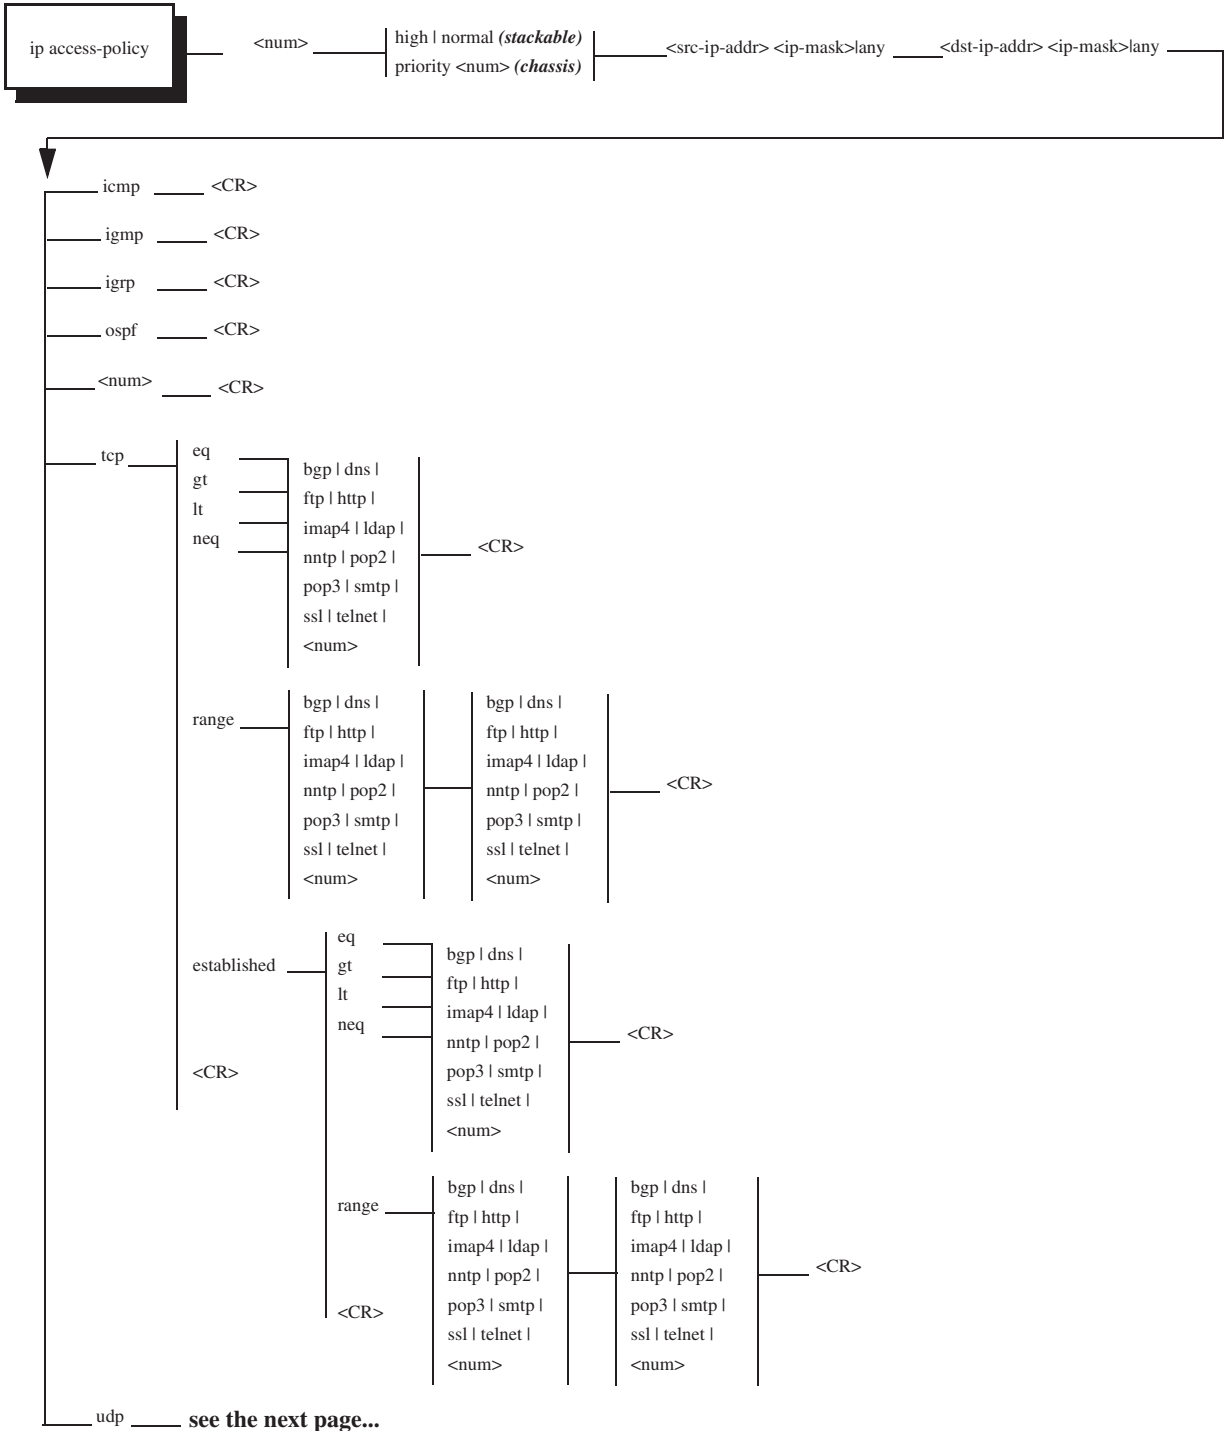 ip access-policy <num> high | normal (stackable) <src-ip-addr> <ip-mask>|any <dst-ip-addr> <ip-mask>|any
priority <num> (chassis)
icmp <CR>
igmp <CR>
igrp <CR>
ospf <CR>
<num> <CR>
tcp
eq
gt
lt
neq
bgp | dns |
ftp | http |
imap4 | ldap |
nntp | pop2 |
pop3 | smtp |
ssl | telnet |
<num>
<CR>
range
bgp | dns |
ftp | http |
imap4 | ldap |
nntp | pop2 |
pop3 | smtp |
ssl | telnet |
<num>
bgp | dns |
ftp | http |
imap4 | ldap |
nntp | pop2 |
pop3 | smtp |
ssl | telnet |
<num>
<CR>
established
eq
gt
lt
neq
bgp | dns |
ftp | http |
imap4 | ldap |
nntp | pop2 |
pop3 | smtp |
ssl | telnet |
<num>
<CR>
<CR>
range
bgp | dns |
ftp | http |
imap4 | ldap |
nntp | pop2 |
pop3 | smtp |
ssl | telnet |
<num>
bgp | dns |
ftp | http |
imap4 | ldap |
nntp | pop2 |
pop3 | smtp |
ssl | telnet |
<num>
<CR>
<CR>
udp see the next page...